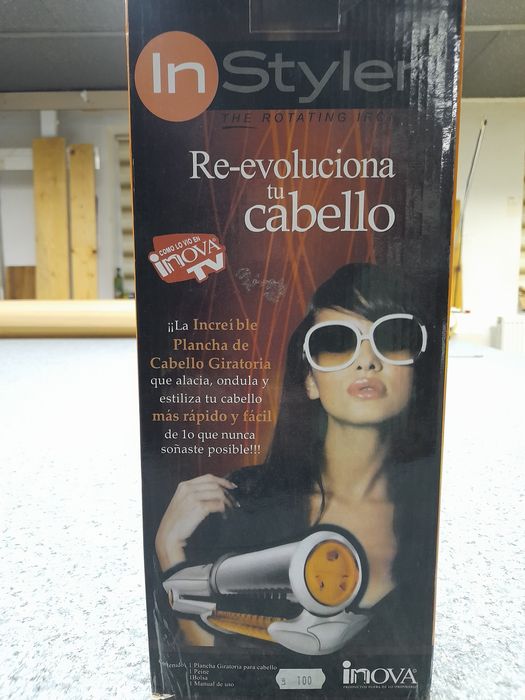 InStyler
THE ROTATING IRON
Re-evoluciona
tu
cabello
COMO LO VIO EN
iNOVA
TV
¡¡La Increíble
Plancha de
Cabello Giratoria
que alacia, ondula y
estiliza tu cabello
más rápido y fácil
de lo que nunca
soñaste posible!!!
1 Plancha Giratoria para cabello
1 Peine
1Bolsa
1 Manual de uso
100
iNOVA